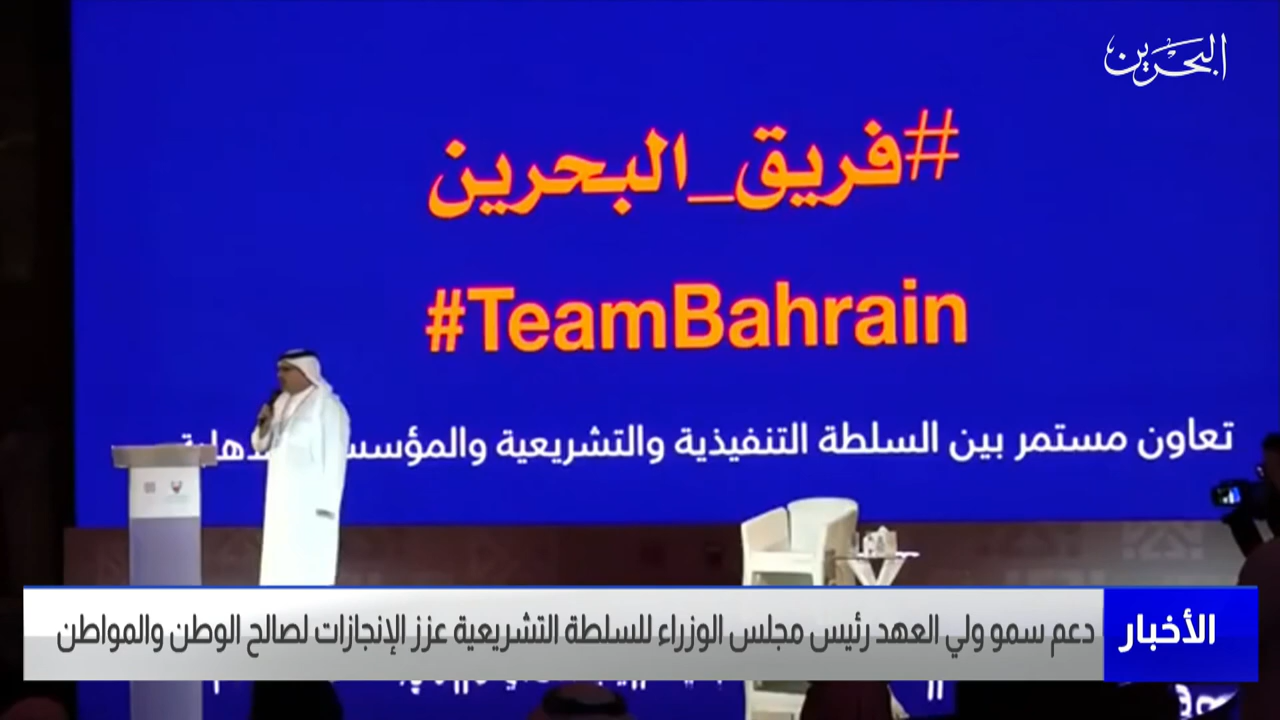 البحرين
#فريق_البحرين
#TeamBahrain
تعاون مستمر بين السلطة التنفيذية والتشريعية
الأخبار
دعم سمو ولي العهد رئيس مجلس الوزراء للسلطة التشريعية عزز الإنجازات لصالح الوطن والمواطن